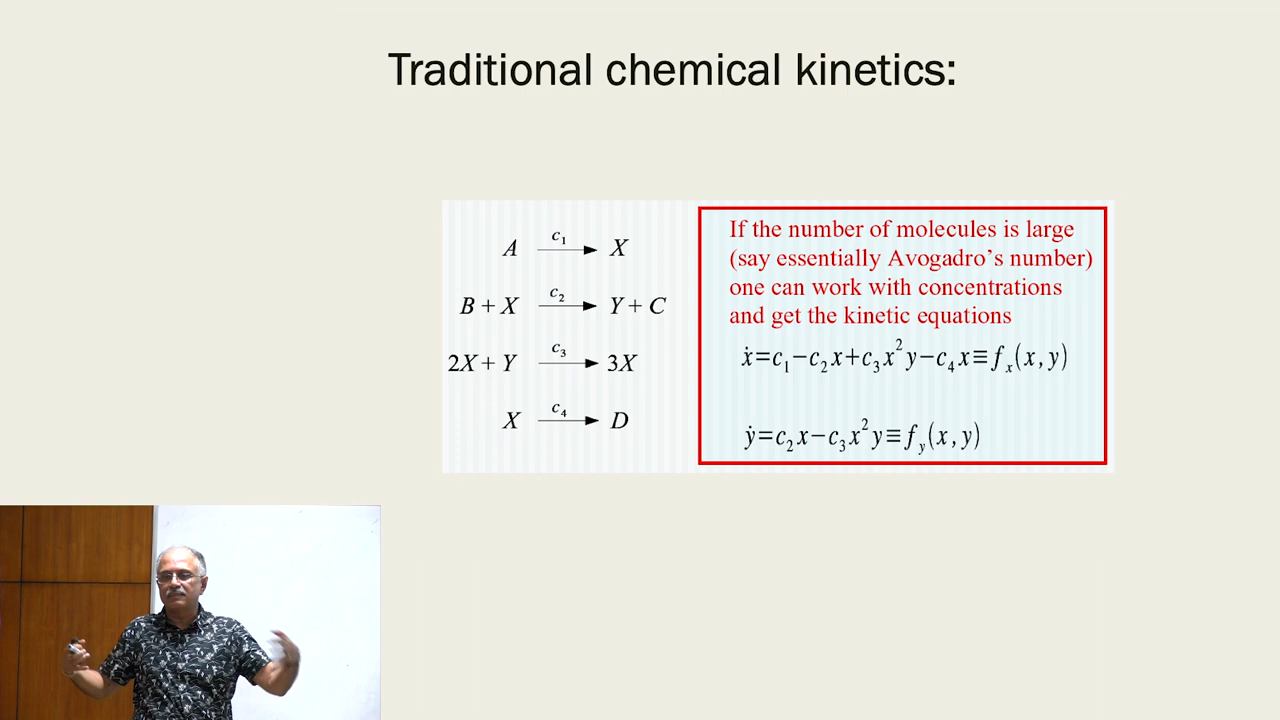 Traditional chemical kinetics:
A c₁ → X
B + X c₂ → Y + C
2X + Y c₃ → 3X
X c₄ → D
If the number of molecules is large
(say essentially Avogadro's number)
one can work with concentrations
and get the kinetic equations
ẋ=c₁−c₂x+c₃x²y−c₄x≡fₓ(x,y)
ẏ=c₂x−c₃x²y≡f_y(x,y)